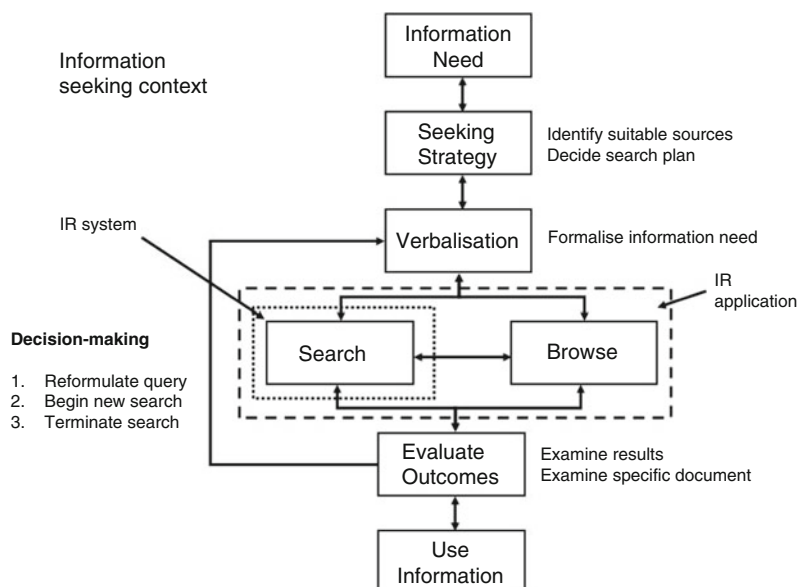 Information
seeking context
Information
Need
Seeking
Strategy
Identify suitable sources
Decide search plan
IR system
Verbalisation
Formalise information need
IR
application
Decision-making
1. Reformulate query
2. Begin new search
3. Terminate search
Search
Browse
Evaluate
Outcomes
Examine results
Examine specific document
Use
Information